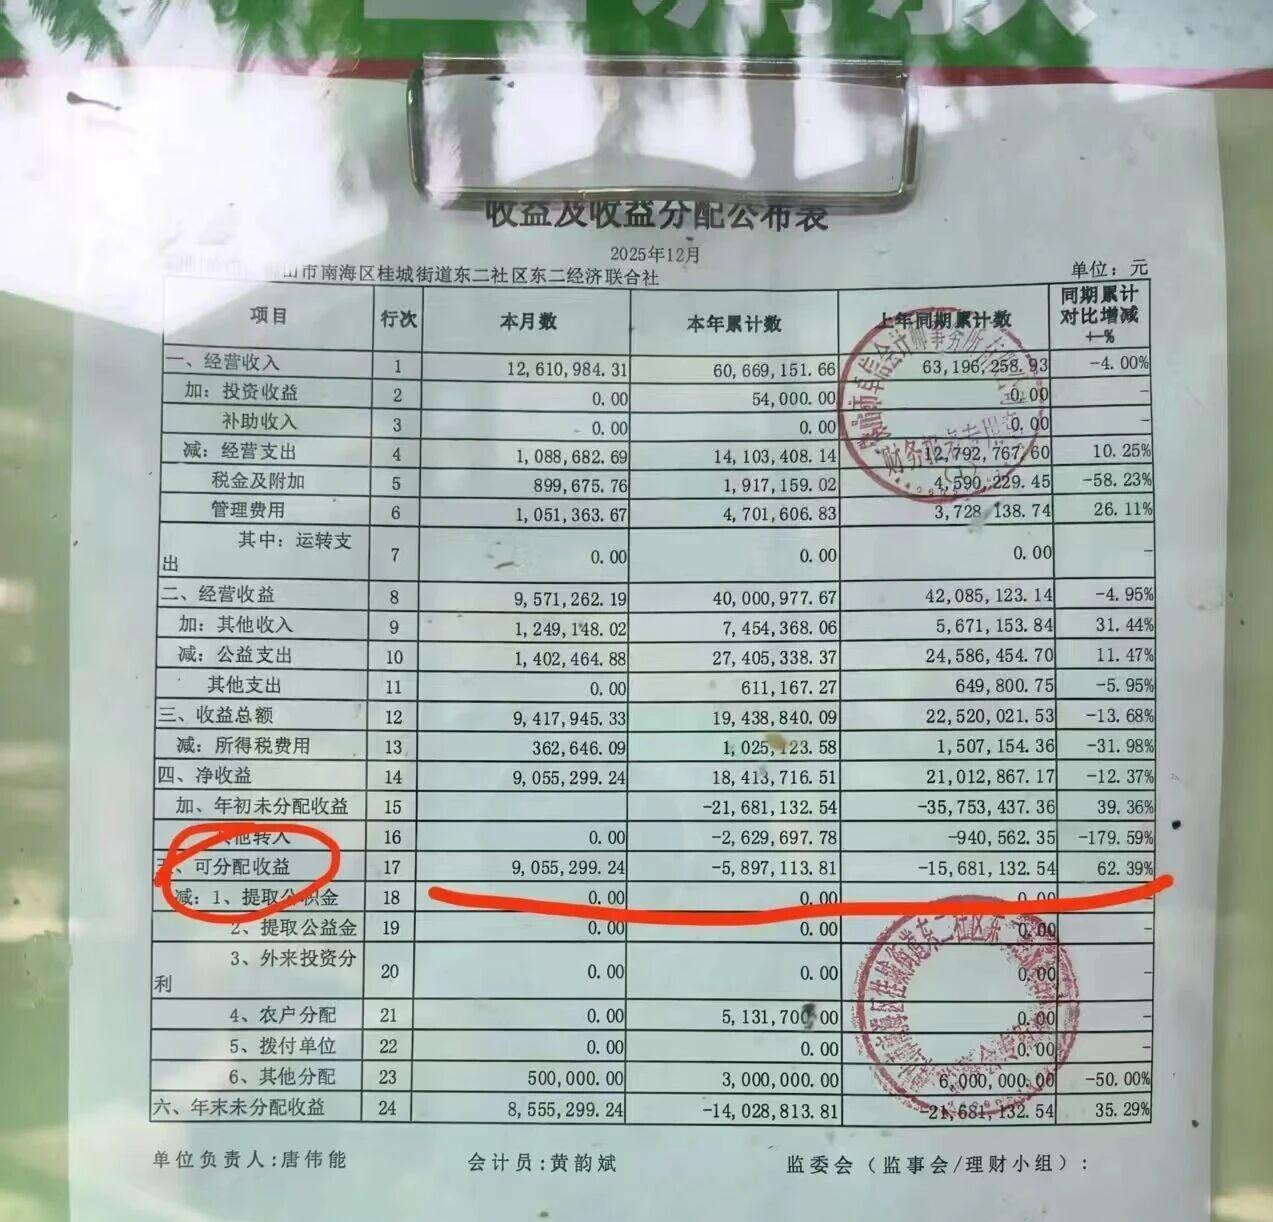 收益及收益分配公布表
2025年12月
山市南海区桂城街道东二社区东二经济联合社
单位：元
项目 行次 本月数 本年累计数 上年同期累计数 同期累计对比增减+-%
一、经营收入 1 12,610,984.31 60,669,151.66 63,196,258.93 -4.00%
加：投资收益 2 0.00 54,000.00 0.00 -
补助收入 3 0.00 0.00 0.00 -
减：经营支出 4 1,088,682.69 14,103,408.14 12,792,767.60 10.25%
税金及附加 5 899,675.76 1,917,159.02 4,590,229.45 -58.23%
管理费用 6 1,051,363.67 4,701,606.83 3,728,138.74 26.11%
其中：运转支出 7 0.00 0.00 0.00 -
二、经营收益 8 9,571,262.19 40,000,977.67 42,085,123.14 -4.95%
加：其他收入 9 1,249,148.02 7,454,368.06 5,671,153.84 31.44%
减：公益支出 10 1,402,464.88 27,405,338.37 24,586,454.70 11.47%
其他支出 11 0.00 611,167.27 649,800.75 -5.95%
三、收益总额 12 9,417,945.33 19,438,840.09 22,520,021.53 -13.68%
减：所得税费用 13 362,646.09 1,025,123.58 1,507,154.36 -31.98%
四、净收益 14 9,055,299.24 18,413,716.51 21,012,867.17 -12.37%
加、年初未分配收益 15 -21,681,132.54 -35,753,437.36 39.36%
其他转入 16 0.00 -2,629,697.78 -940,562.35 -179.59%
五、可分配收益 17 9,055,299.24 -5,897,113.81 -15,681,132.54 62.39%
减：1、提取公积金 18 0.00 0.00 0.00 -
2、提取公益金 19 0.00 0.00 0.00 -
3、外来投资分利 20 0.00 0.00 0.00 -
4、农户分配 21 0.00 5,131,700.00 0.00 -
5、拨付单位 22 0.00 0.00 0.00 -
6、其他分配 23 500,000.00 3,000,000.00 6,000,000.00 -50.00%
六、年末未分配收益 24 8,555,299.24 -14,028,813.81 -21,681,132.54 35.29%
单位负责人：唐伟能 会计员：黄韵斌 监委会（监事会/理财小组）：